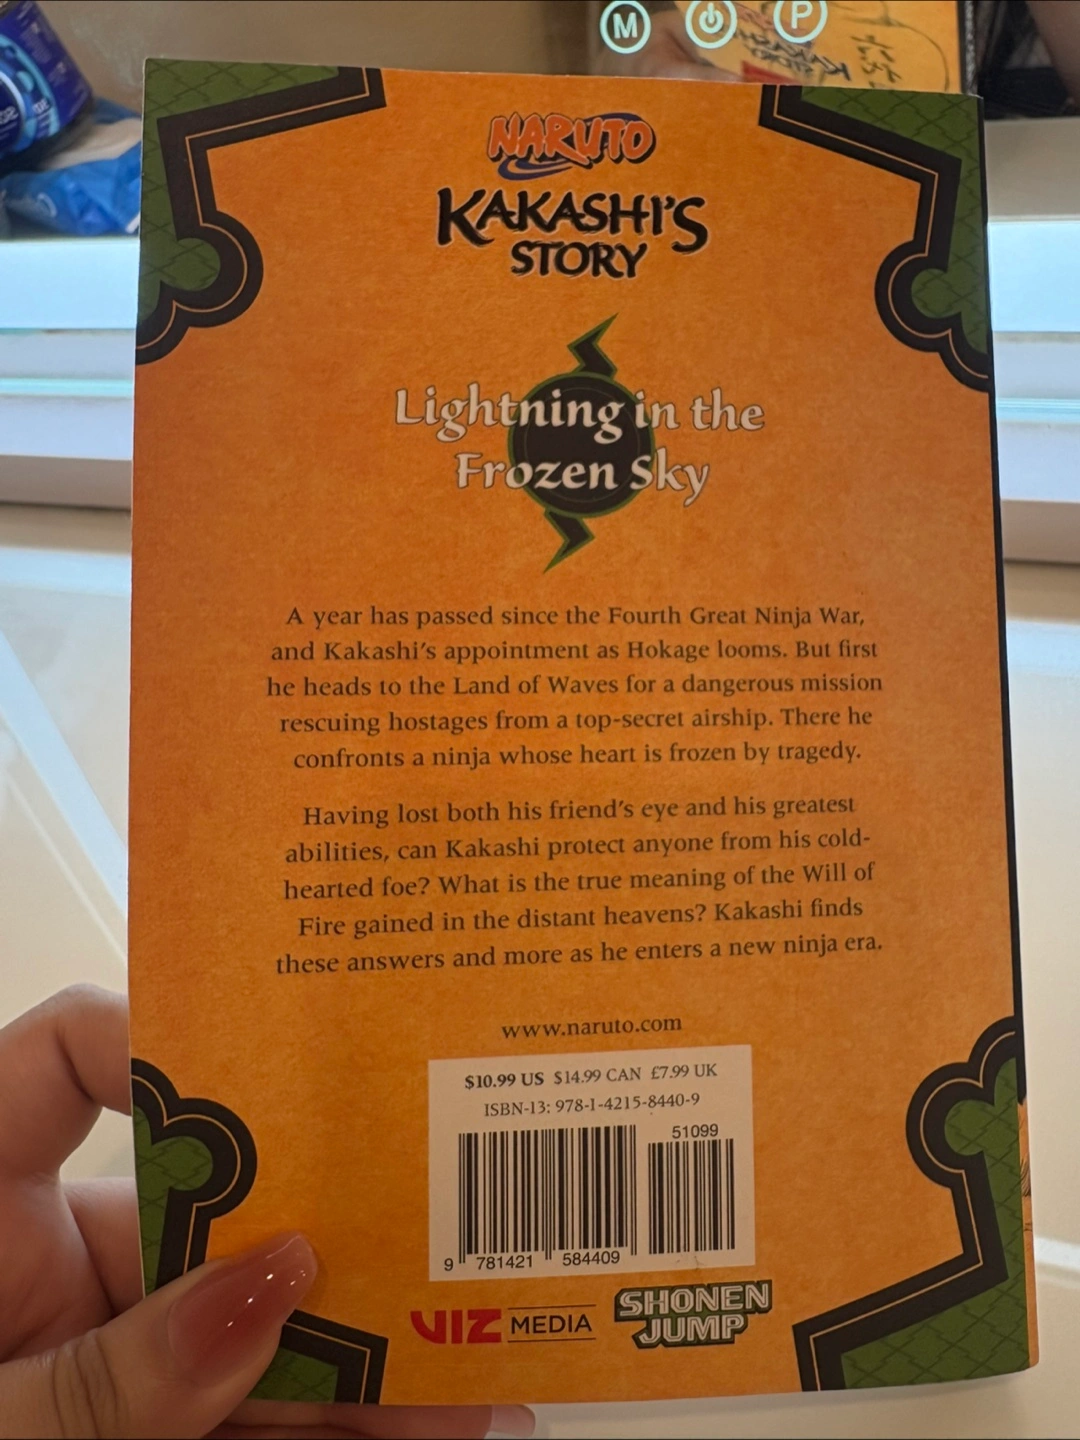 M P
NARUTO
KAKASHI'S
STORY
Lightning in the
Frozen Sky
A year has passed since the Fourth Great Ninja War,
and Kakashi's appointment as Hokage looms. But first
he heads to the Land of Waves for a dangerous mission
rescuing hostages from a top-secret airship. There he
confronts a ninja whose heart is frozen by tragedy.
Having lost both his friend's eye and his greatest
abilities, can Kakashi protect anyone from his cold-
hearted foe? What is the true meaning of the Will of
Fire gained in the distant heavens? Kakashi finds
these answers and more as he enters a new ninja era.
www.naruto.com
$10.99 US $14.99 CAN £7.99 UK
ISBN-13: 978-1-4215-8440-9
51099
9 781421 584409
VIZ MEDIA
SHONEN
JUMP